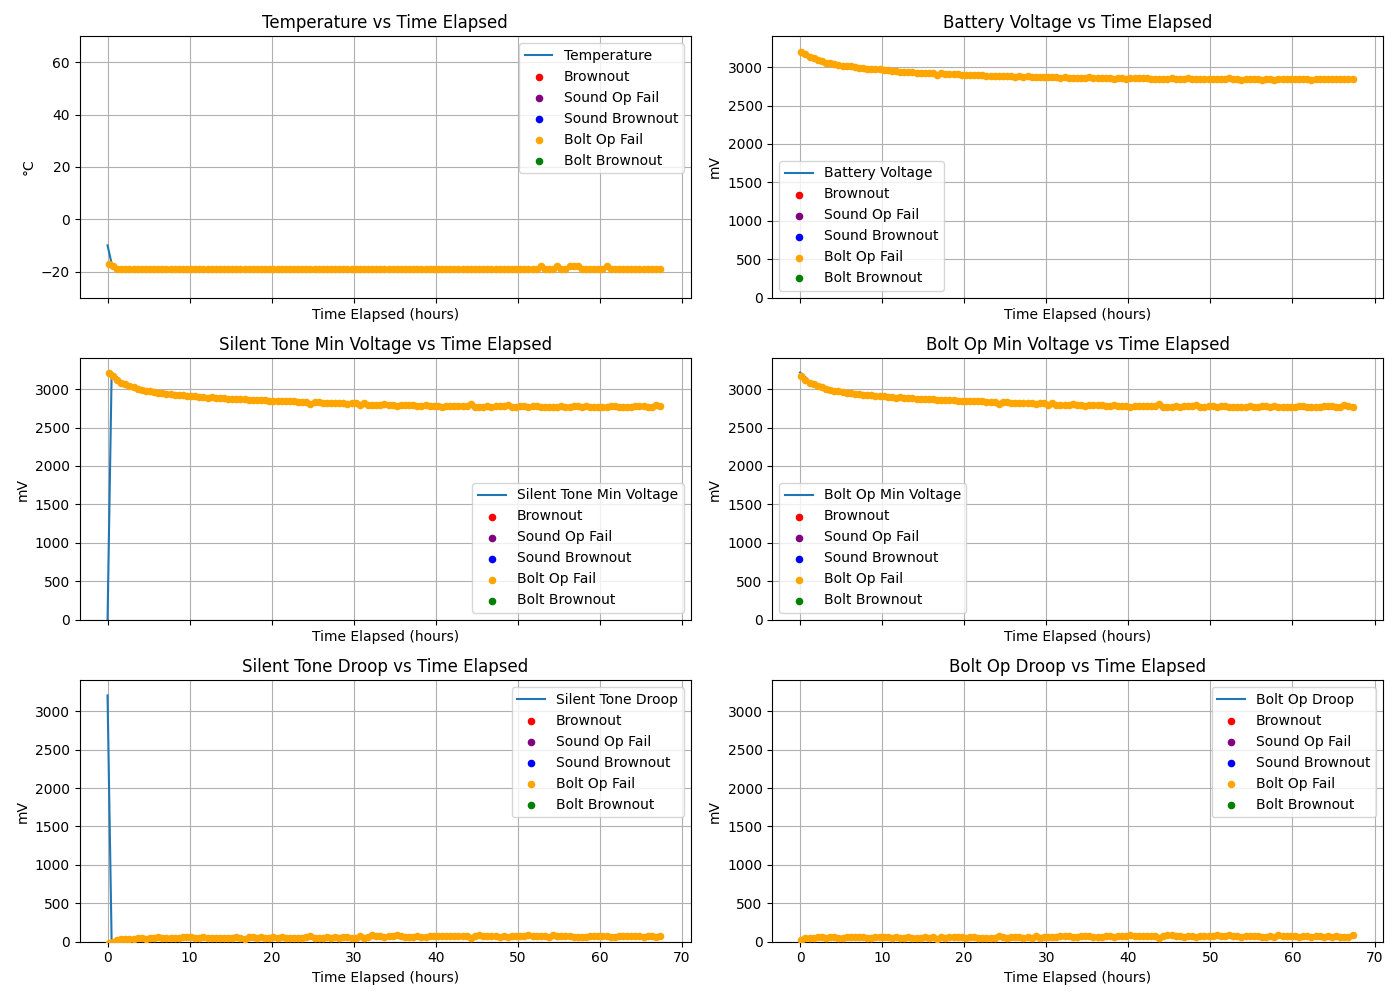 Temperature vs Time Elapsed
60
40
20
0
−20
°C
Time Elapsed (hours)
Temperature
Brownout
Sound Op Fail
Sound Brownout
Bolt Op Fail
Bolt Brownout
Battery Voltage vs Time Elapsed
3000
2500
2000
1500
1000
500
0
mV
Time Elapsed (hours)
Battery Voltage
Brownout
Sound Op Fail
Sound Brownout
Bolt Op Fail
Bolt Brownout
Silent Tone Min Voltage vs Time Elapsed
3000
2500
2000
1500
1000
500
0
mV
Time Elapsed (hours)
Silent Tone Min Voltage
Brownout
Sound Op Fail
Sound Brownout
Bolt Op Fail
Bolt Brownout
Bolt Op Min Voltage vs Time Elapsed
3000
2500
2000
1500
1000
500
0
mV
Time Elapsed (hours)
Bolt Op Min Voltage
Brownout
Sound Op Fail
Sound Brownout
Bolt Op Fail
Bolt Brownout
Silent Tone Droop vs Time Elapsed
3000
2500
2000
1500
1000
500
0
mV
0 10 20 30 40 50 60 70
Time Elapsed (hours)
Silent Tone Droop
Brownout
Sound Op Fail
Sound Brownout
Bolt Op Fail
Bolt Brownout
Bolt Op Droop vs Time Elapsed
3000
2500
2000
1500
1000
500
0
mV
0 10 20 30 40 50 60 70
Time Elapsed (hours)
Bolt Op Droop
Brownout
Sound Op Fail
Sound Brownout
Bolt Op Fail
Bolt Brownout